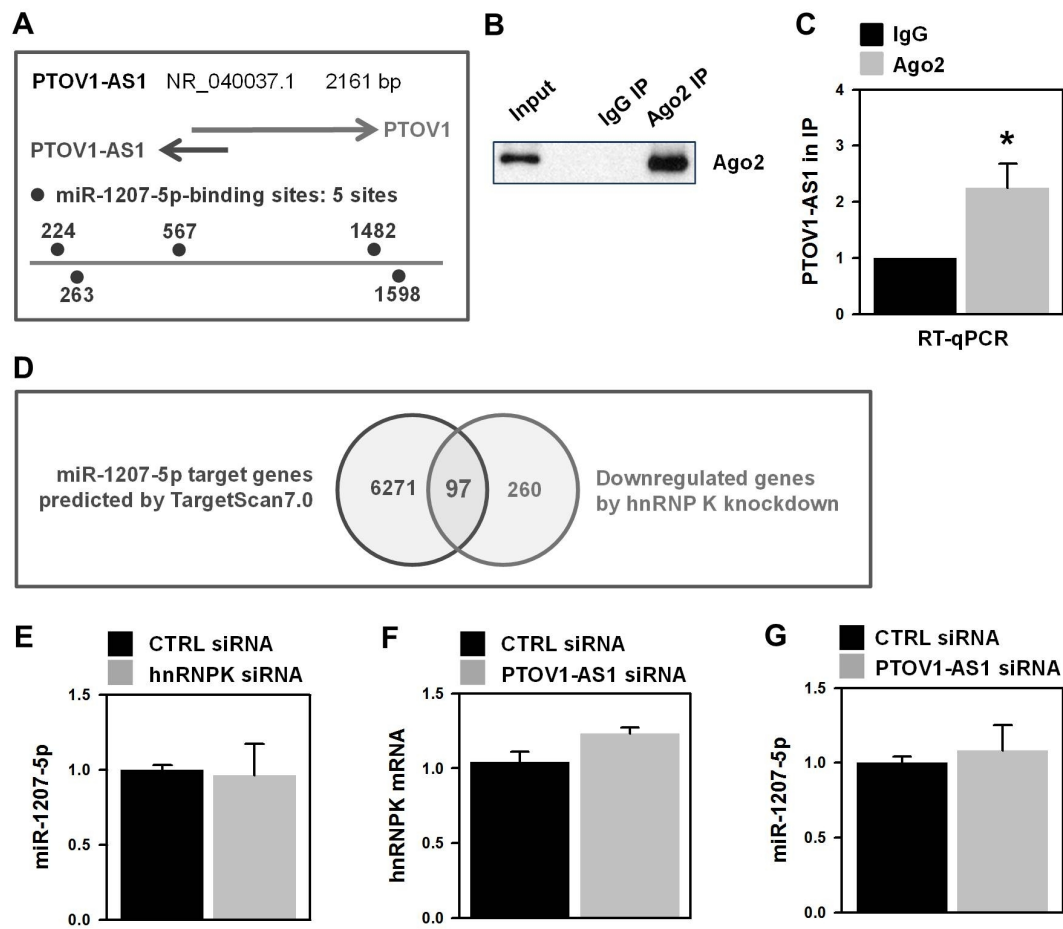 A
PTOV1-AS1 NR_040037.1 2161 bp
PTOV1
PTOV1-AS1
miR-1207-5p-binding sites: 5 sites
224 567 1482
263 1598
B
Input IgG IP Ago2 IP
Ago2
C
IgG
Ago2
PTOV1-AS1 in IP
4
3
2
1
0
*
RT-qPCR
D
miR-1207-5p target genes
predicted by TargetScan7.0
6271 97 260
Downregulated genes
by hnRNP K knockdown
E
CTRL siRNA
hnRNPK siRNA
miR-1207-5p
1.5
1.0
0.5
0.0
F
CTRL siRNA
PTOV1-AS1 siRNA
hnRNPK mRNA
1.5
1.0
0.5
0.0
G
CTRL siRNA
PTOV1-AS1 siRNA
miR-1207-5p
1.5
1.0
0.5
0.0